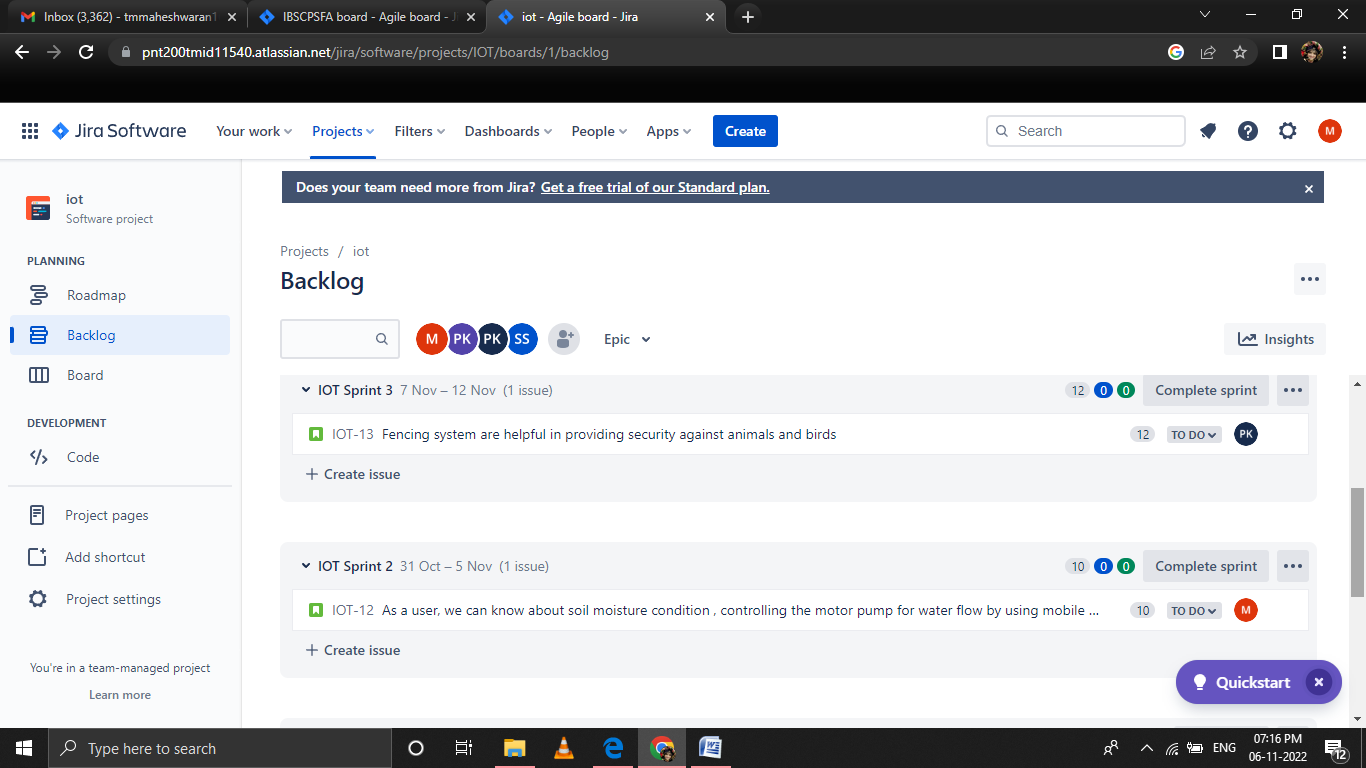 Inbox (3,362) - tmmaheshwaran1
IBSCPSFA board - Agile board - J
iot - Agile board - Jira
pnt200tmid11540.atlassian.net/jira/software/projects/IOT/boards/1/backlog
Jira Software Your work Projects Filters Dashboards People Apps Create Search M
Does your team need more from Jira? Get a free trial of our Standard plan.
iot
Software project
PLANNING
Roadmap
Backlog
Board
DEVELOPMENT
Code
Project pages
Add shortcut
Project settings
You're in a team-managed project
Learn more
Projects / iot
Backlog
M PK PK SS Epic Insights
IOT Sprint 3 7 Nov – 12 Nov (1 issue) 12 0 0 Complete sprint
IOT-13 Fencing system are helpful in providing security against animals and birds 12 TO DO PK
+ Create issue
IOT Sprint 2 31 Oct – 5 Nov (1 issue) 10 0 0 Complete sprint
IOT-12 As a user, we can know about soil moisture condition , controlling the motor pump for water flow by using mobile ... 10 TO DO M
+ Create issue
Quickstart
Type here to search
ENG
07:16 PM
06-11-2022
12